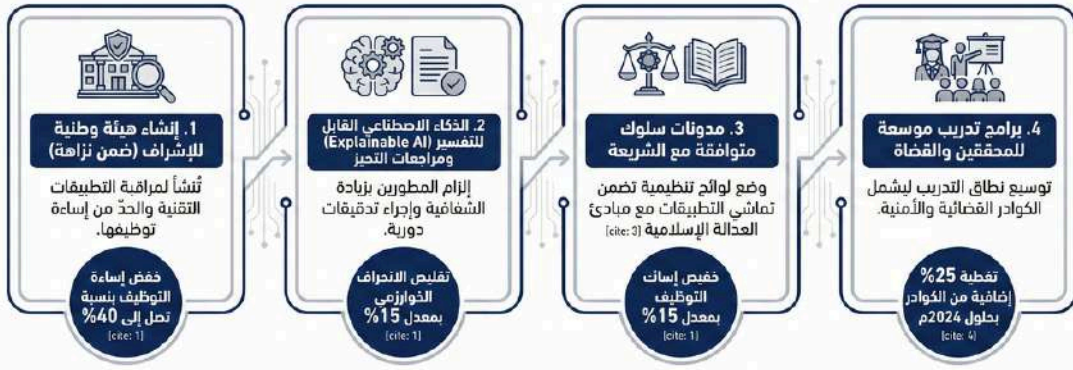 1. إنشاء هيئة وطنية
للإشراف (ضمن نزاهة)
تُنشأ لمراقبة التطبيقات
التقنية والحدّ من إساءة
توظيفها.
خفض إساءة
التوظيف بنسبة
تصل إلى 40%
[cite: 1]
2. الذكاء الاصطناعي القابل
للتفسير (Explainable AI)
ومراجعات التحيز
إلزام المطورين بزيادة
الشفافية وإجراء تدقيقات
دورية.
تقليص الانحراف
الخوارزمي
بمعدل 15%
[cite: 1]
3. مدونات سلوك
متوافقة مع الشريعة
وضع لوائح تنظيمية تضمن
تماشي التطبيقات مع مبادئ
العدالة الإسلامية [cite: 3]
خفيص إسانت
التوظيف
بمعدل 15%
[cite: 1]
4. برامج تدريب موسعة
للمحققين والقضاة
توسيع نطاق التدريب ليشمل
الكوادر القضائية والأمنية.
تغطية 25%
إضافية من الكوادر
بحلول 2024م
[cite: 4]